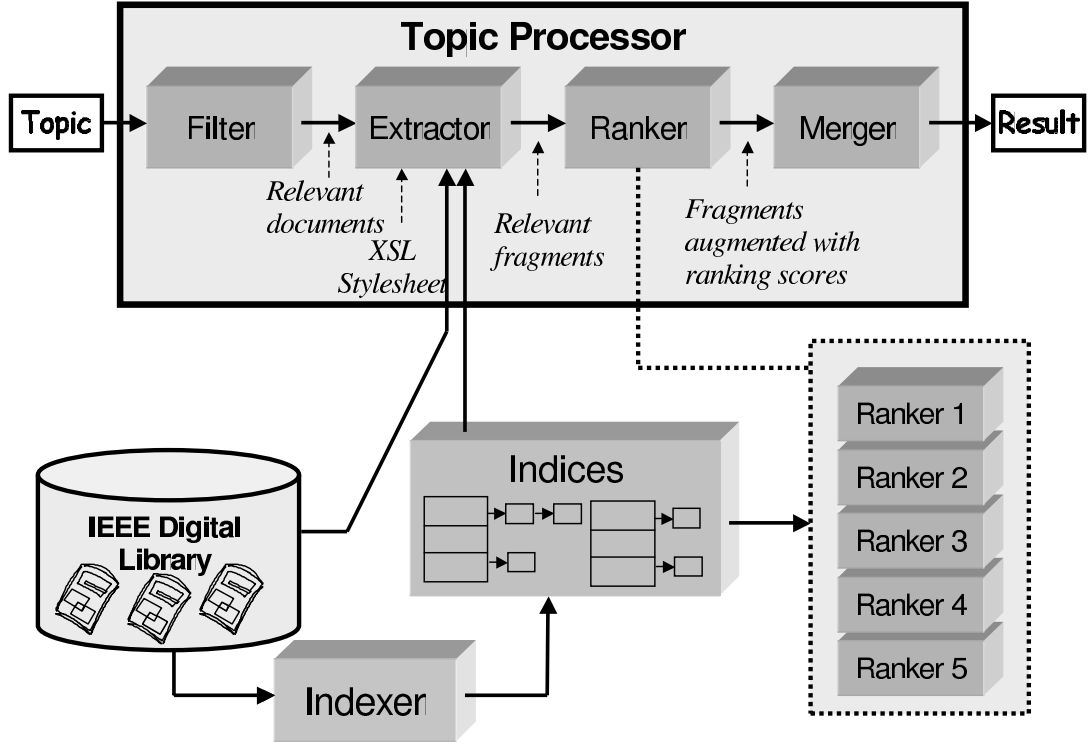 Topic Processor
Topic
Filter
Extractor
Ranker
Merger
Result
Relevant
documents
XSL
Stylesheet
Relevant
fragments
Fragments
augmented with
ranking scores
Ranker 1
Ranker 2
Ranker 3
Ranker 4
Ranker 5
Indices
IEEE Digital
Library
Indexer